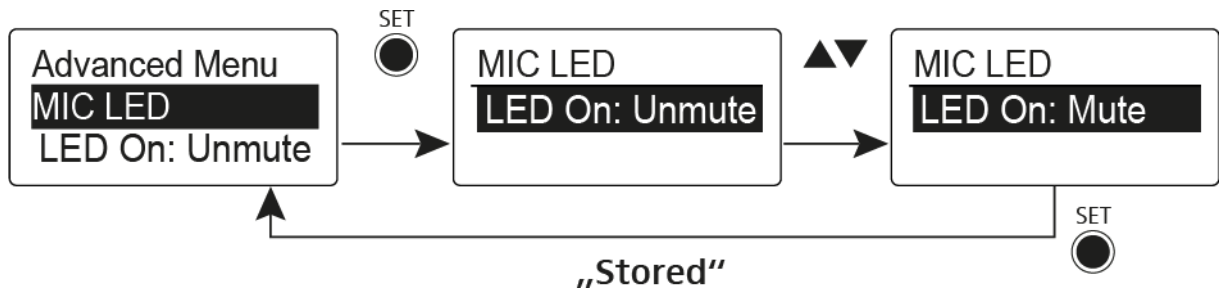 SET
Advanced Menu
MIC LED
LED On: Unmute
MIC LED
LED On: Unmute
▲▼
MIC LED
LED On: Mute
SET
„Stored“